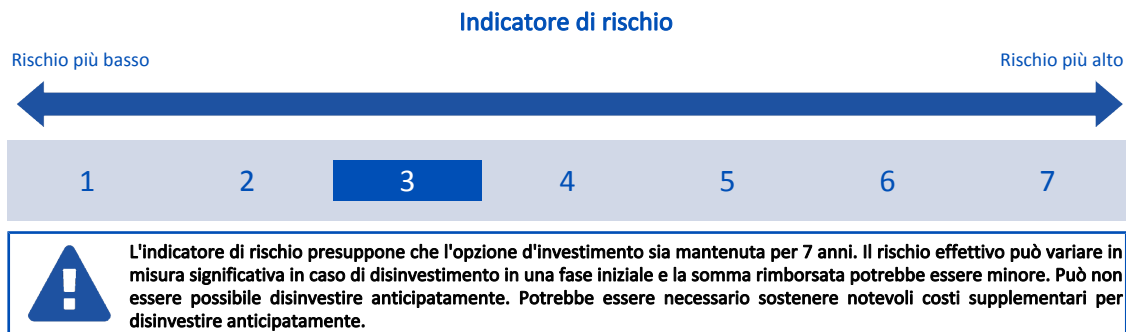 Indicatore di rischio
Rischio più basso Rischio più alto
1 2 3 4 5 6 7
L'indicatore di rischio presuppone che l'opzione d'investimento sia mantenuta per 7 anni. Il rischio effettivo può variare in
misura significativa in caso di disinvestimento in una fase iniziale e la somma rimborsata potrebbe essere minore. Può non
essere possibile disinvestire anticipatamente. Potrebbe essere necessario sostenere notevoli costi supplementari per
disinvestire anticipatamente.